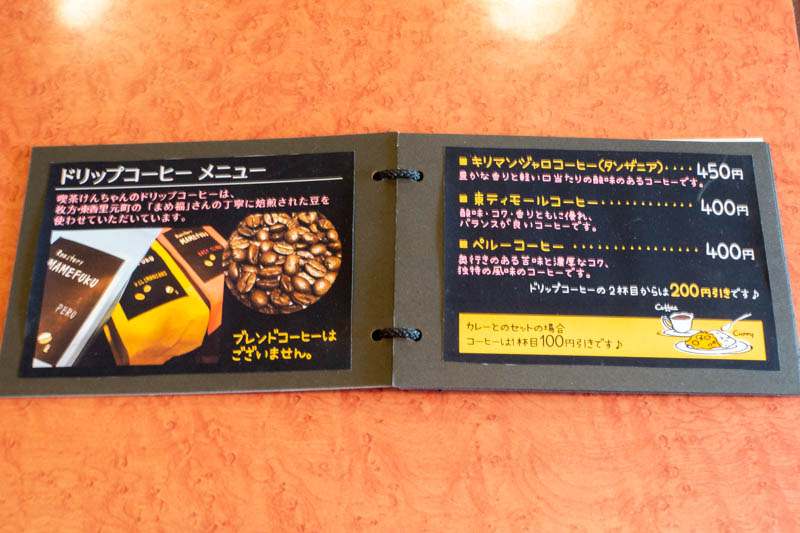 ドリップコーヒー メニュー
喫茶けんちゃんのドリップコーヒーは、
枚方・東香里元町の「まめ福」さんの丁寧に焙煎された豆を
使わせていただいています。
Roastery
MAMEFUKU
PERU
KILIMANJARO
MAMEFUKU
EAST TIMOR
ブレンドコーヒーは
ございません。
■キリマンジャロコーヒー(タンザニア)・・・・450円
豊かな香りと軽い口当たりの酸味のあるコーヒーです。
■東ティモールコーヒー・・・・・・・・・・・・400円
酸味・コク・香りともに優れ、
バランスが良いコーヒーです。
■ペルーコーヒー ・・・・・・・・・・・・・・・400円
奥行きのある苦味と濃厚なコク、
独特の風味のコーヒーです。
ドリップコーヒーの2杯目からは200円引きです♪
Coffee
カレーとのセットの場合
コーヒーは1杯目100円引きです♪
Curry